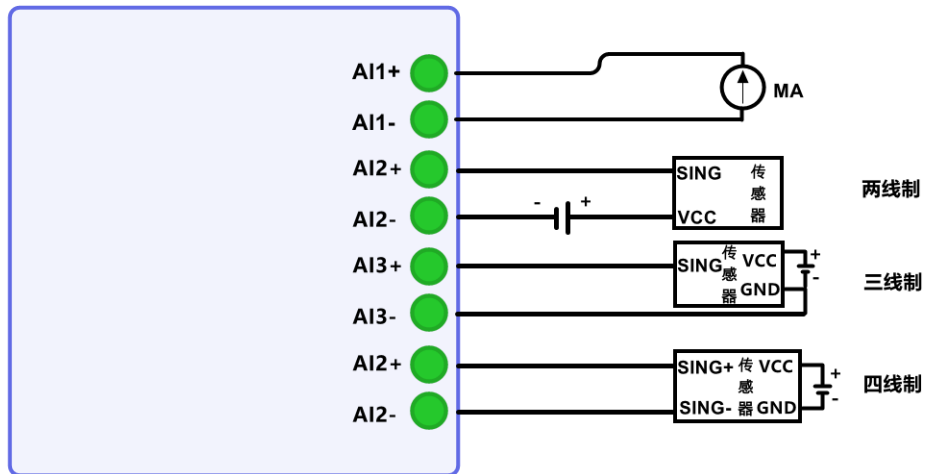 AI1+
MA
AI1-
AI2+
SING
传感器
两线制
AI2-
- +
VCC
AI3+
SING
传感器
VCC
+
-
GND
三线制
AI3-
AI2+
SING+
传感器
VCC
+
-
四线制
AI2-
SING-
GND